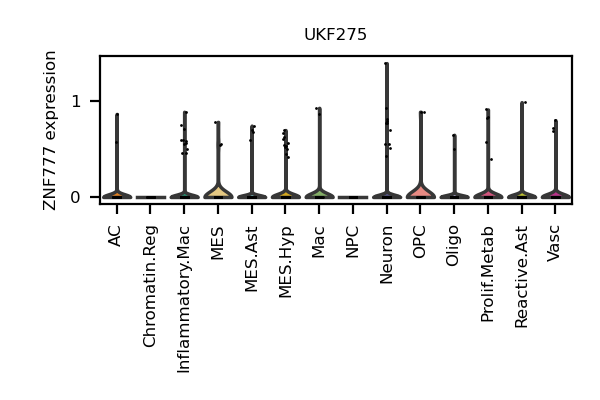 UKF275
ZNF777 expression
1
0
AC
Chromatin.Reg
Inflammatory.Mac
MES
MES.Ast
MES.Hyp
Mac
NPC
Neuron
OPC
Oligo
Prolif.Metab
Reactive.Ast
Vasc